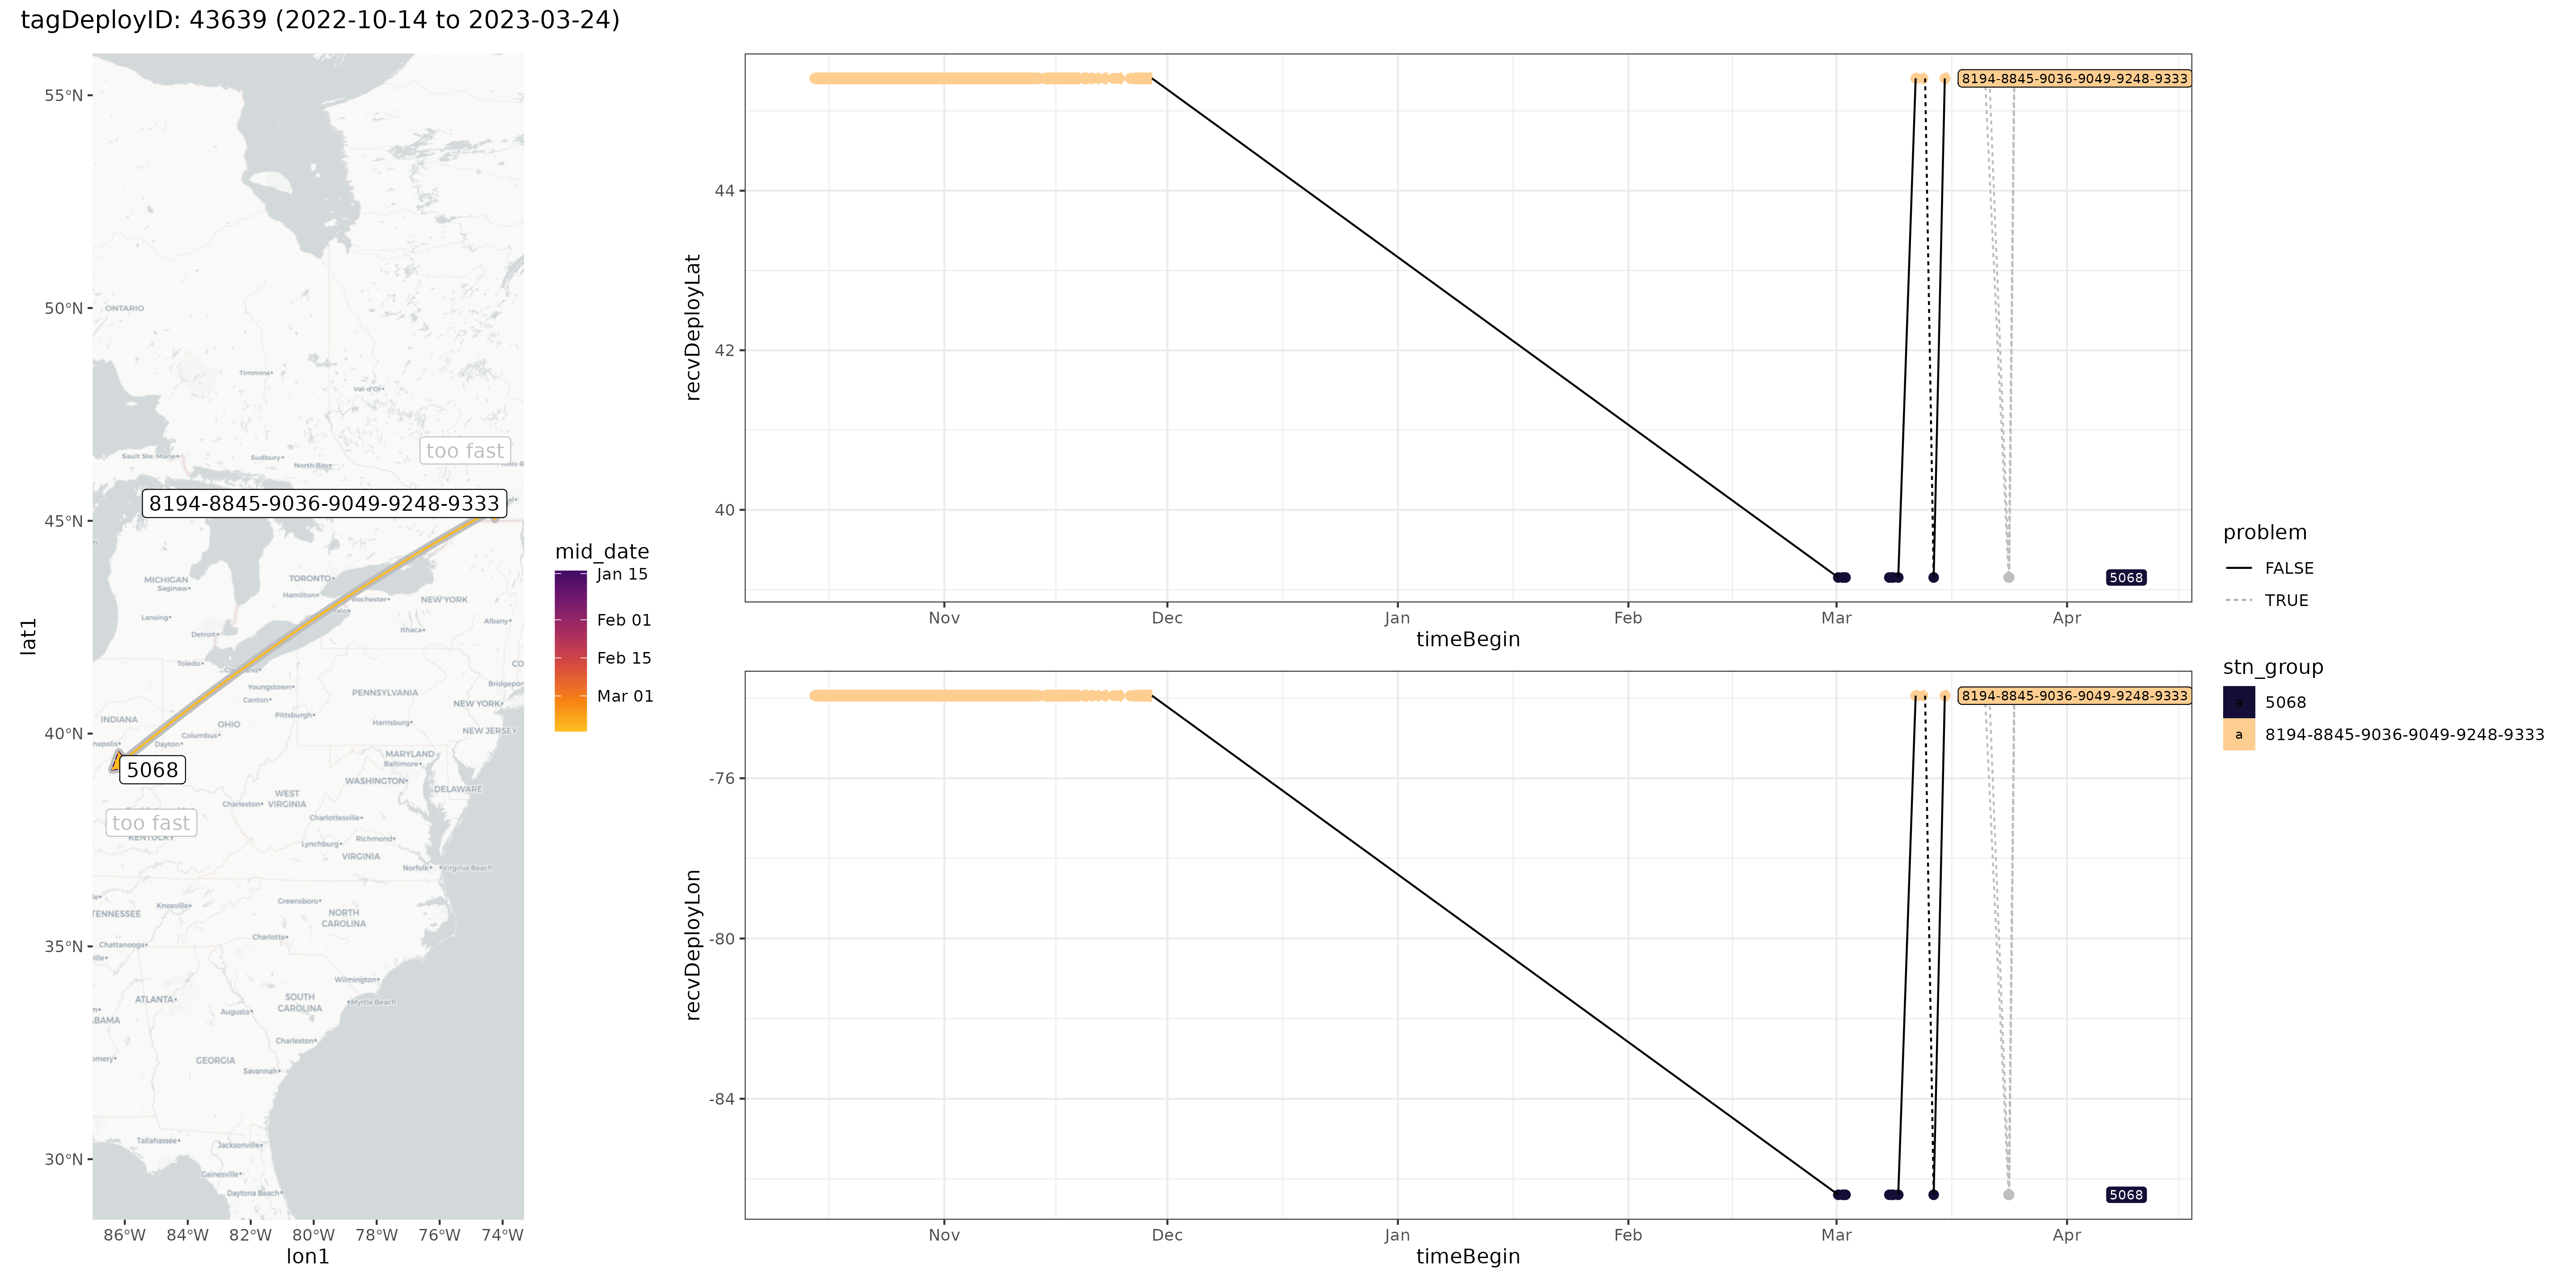 tagDeployID: 43639 (2022-10-14 to 2023-03-24)
55°N
50°N
45°N
40°N
35°N
30°N
lat1
86°W 84°W 82°W 80°W 78°W 76°W 74°W
lon1
ONTARIO
Timmins
Val-d'Or
too fast
Sault Ste. Marie
Sudbury
North Bay
8194-8845-9036-9049-9248-9333
MICHIGAN
Saginaw
TORONTO
Hamilton
Rochester
NEW YORK
Lansing
Detroit
Ithaca
Albany
Toledo
Youngstown
Canton
PENNSYLVANIA
Pittsburgh
Harrisburg
NEW YORK
NEW JERSEY
INDIANA
OHIO
Columbus
Dayton
MARYLAND
Baltimore
WASHINGTON
DELAWARE
5068
WEST
VIRGINIA
Charleston
too fast
KENTUCKY
Charlottesville
Richmond
Lynchburg
VIRGINIA
Norfolk
Virginia Beach
Knoxville
Greensboro
NORTH
CAROLINA
Chattanooga
Charlotte
Wilmington
ATLANTA
SOUTH
CAROLINA
Myrtle Beach
Augusta
Charleston
GEORGIA
Savannah
Tallahassee
Jacksonville
Gainesville
Daytona Beach
mid_date
Jan 15
Feb 01
Feb 15
Mar 01
recvDeployLat
44
42
40
8194-8845-9036-9049-9248-9333
5068
Nov Dec Jan Feb Mar Apr
timeBegin
recvDeployLon
-76
-80
-84
8194-8845-9036-9049-9248-9333
5068
Nov Dec Jan Feb Mar Apr
timeBegin
problem
FALSE
TRUE
stn_group
a 5068
a 8194-8845-9036-9049-9248-9333